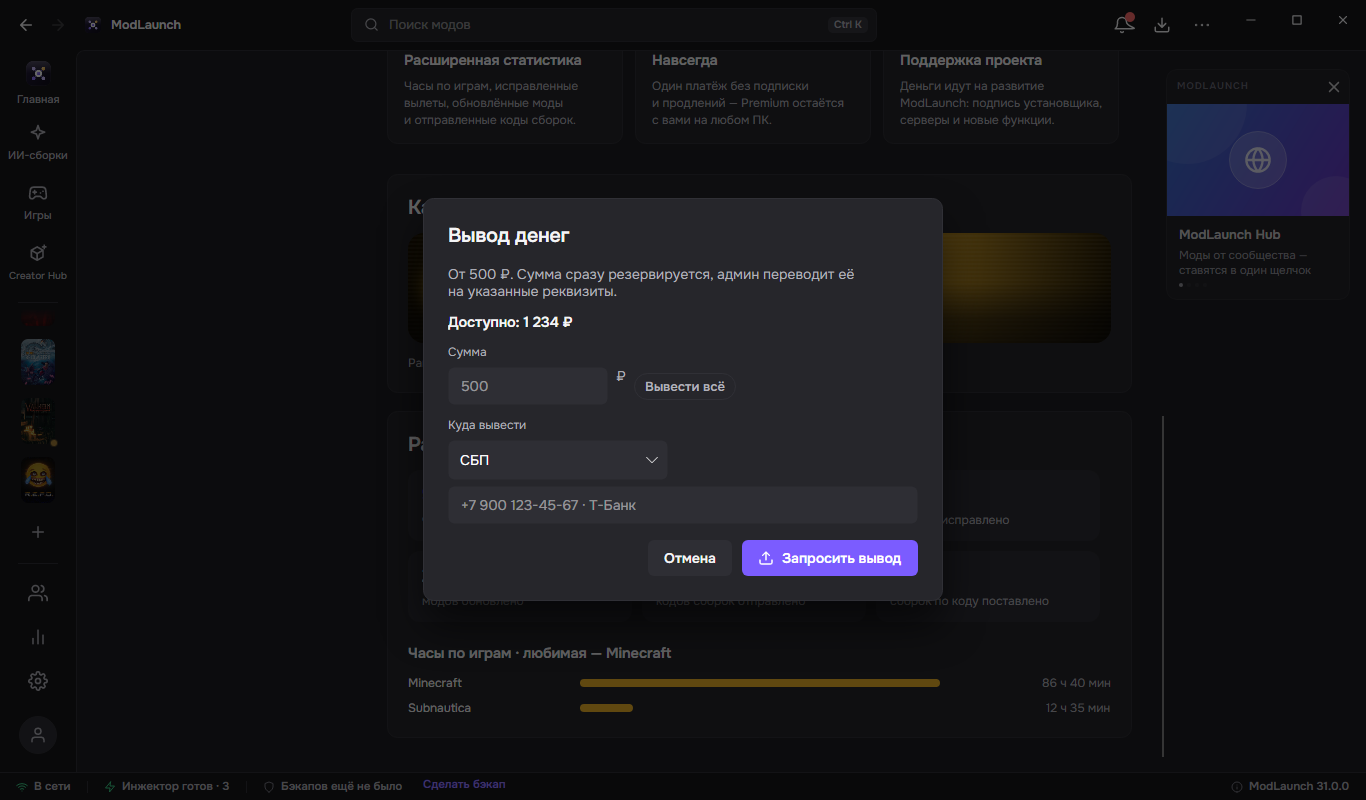 ModLaunch
Поиск модов
Ctrl K
Главная
ИИ-сборки
Игры
Creator Hub
Расширенная статистика
Часы по играм, исправленные
вылеты, обновлённые моды
и отправленные коды сборок.
Навсегда
Один платёж без подписки
и продлений — Premium остаётся
с вами на любом ПК.
Поддержка проекта
Деньги идут на развитие
ModLaunch: подпись установщика,
серверы и новые функции.
MODLAUNCH
ModLaunch Hub
Моды от сообщества —
ставятся в один щелчок
Вывод денег
От 500 ₽. Сумма сразу резервируется, админ переводит её
на указанные реквизиты.
Доступно: 1 234 ₽
Сумма
500
₽
Вывести всё
Куда вывести
СБП
+7 900 123-45-67 · Т-Банк
Отмена
Запросить вывод
исправлено
модов обновлено
кодов сборок отправлено
сборок по коду поставлено
Часы по играм · любимая — Minecraft
Minecraft
86 ч 40 мин
Subnautica
12 ч 35 мин
В сети
Инжектор готов · 3
Бэкапов ещё не было
Сделать бэкап
ModLaunch 31.0.0